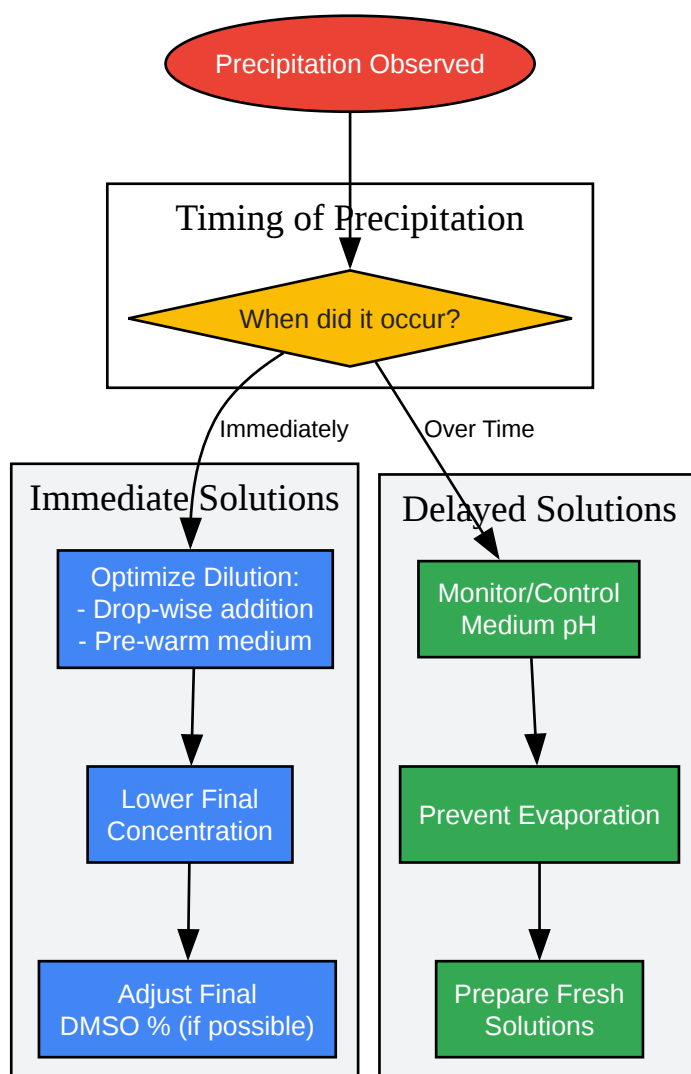 Precipitation Observed
Timing of Precipitation
When did it occur?
Immediately
Over Time
Immediate Solutions
Optimize Dilution:
- Drop-wise addition
- Pre-warm medium
Lower Final
Concentration
Adjust Final
DMSO % (if possible)
Delayed Solutions
Monitor/Control
Medium pH
Prevent Evaporation
Prepare Fresh
Solutions